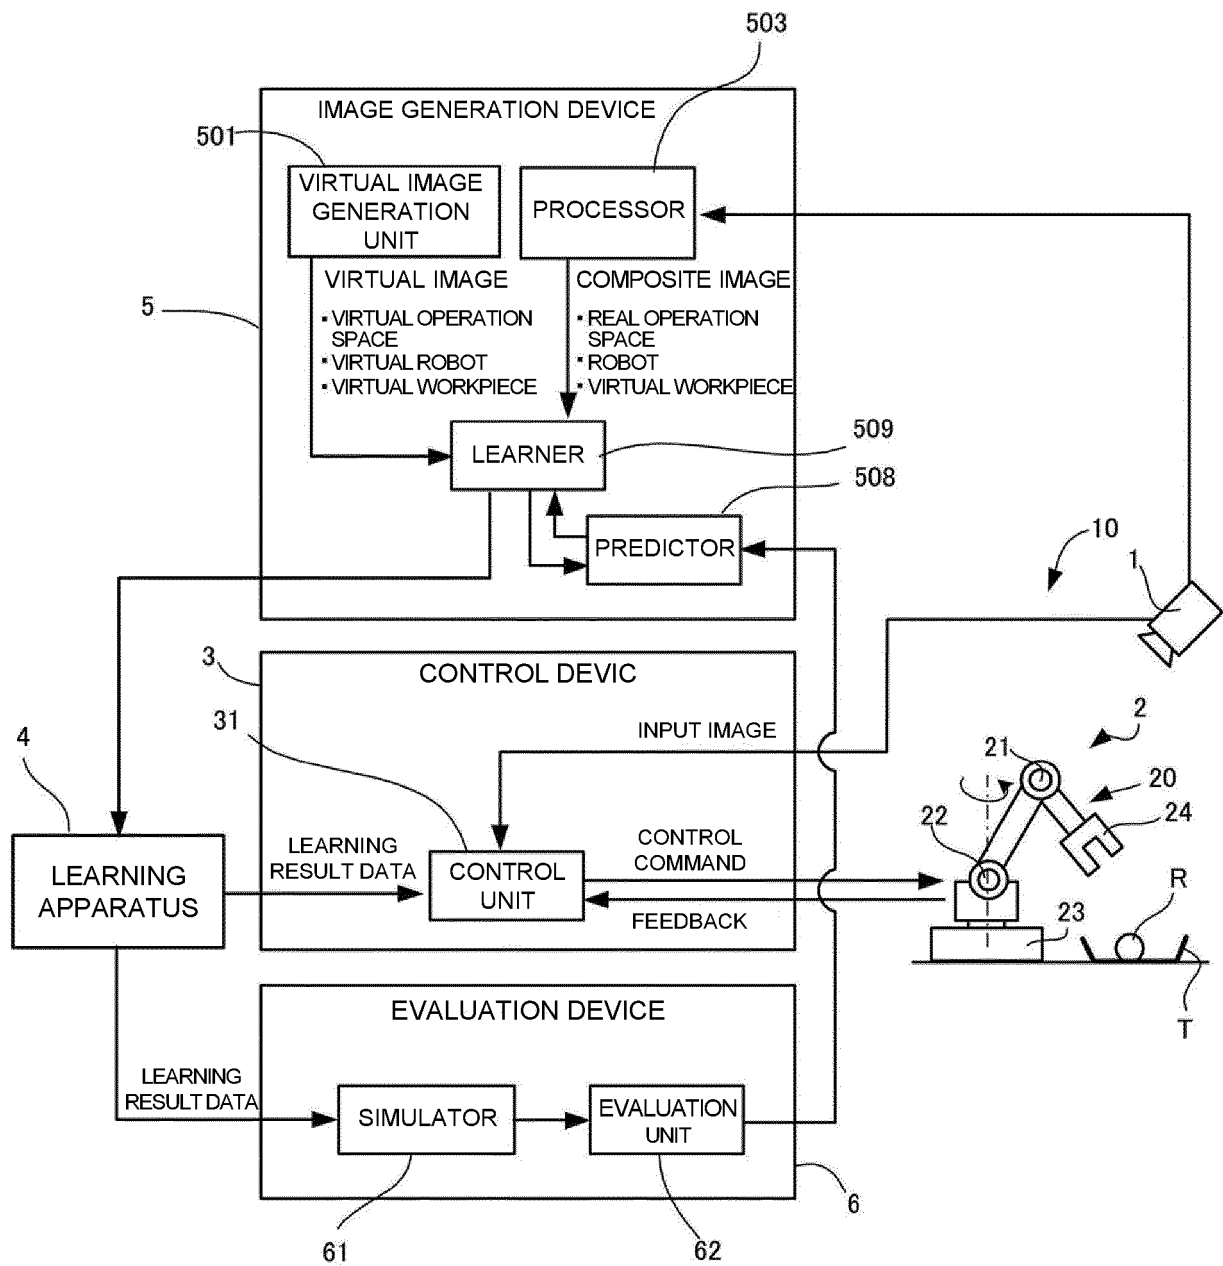 503
IMAGE GENERATION DEVICE
501
VIRTUAL IMAGE
GENERATION
UNIT
PROCESSOR
VIRTUAL IMAGE
▪ VIRTUAL OPERATION
SPACE
▪ VIRTUAL ROBOT
▪ VIRTUAL WORKPIECE
COMPOSITE IMAGE
▪ REAL OPERATION
SPACE
▪ ROBOT
▪ VIRTUAL WORKPIECE
5
LEARNER
509
508
PREDICTOR
10
1
3
CONTROL DEVIC
31
INPUT IMAGE
2
21
20
22
24
4
LEARNING
APPARATUS
LEARNING
RESULT DATA
CONTROL
UNIT
CONTROL
COMMAND
FEEDBACK
23
R
T
EVALUATION DEVICE
LEARNING
RESULT DATA
SIMULATOR
EVALUATION
UNIT
6
61
62